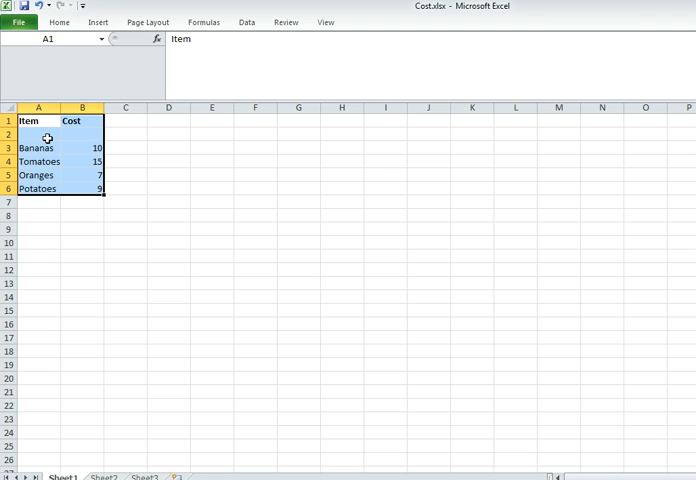 Cost.xlsx - Microsoft Excel
File Home Insert Page Layout Formulas Data Review View
A1 fx Item
A B C D E F G H I J K L M N O P
1 Item Cost
2
3 Bananas 10
4 Tomatoes 15
5 Oranges 7
6 Potatoes 9
7
8
9
10
11
12
13
14
15
16
17
18
19
20
21
22
23
24
25
26
27
Sheet1 Sheet2 Sheet3